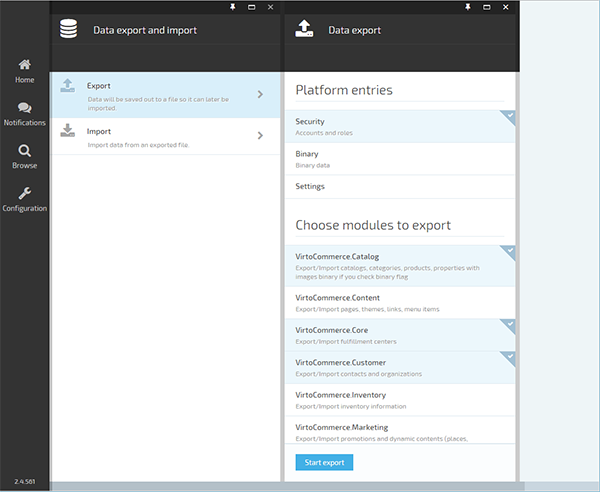 Data export and import
Data export
Home
Notifications
Browse
Configuration
2.4.581
Export
Data will be saved out to a file so it can later be
imported.
Import
Import data from an exported file.
Platform entries
Security
Accounts and roles
Binary
Binary data
Settings
Choose modules to export
VirtoCommerce.Catalog
Export/Import catalogs, categories, products, properties with
images binary if you check binary flag
VirtoCommerce.Content
Export/Import pages, themes, links, menu items
VirtoCommerce.Core
Export/Import fulfillment centers
VirtoCommerce.Customer
Export/Import contacts and organizations
VirtoCommerce.Inventory
Export/Import inventory information
VirtoCommerce.Marketing
Export/Import promotions and dynamic contents (places,
Start export